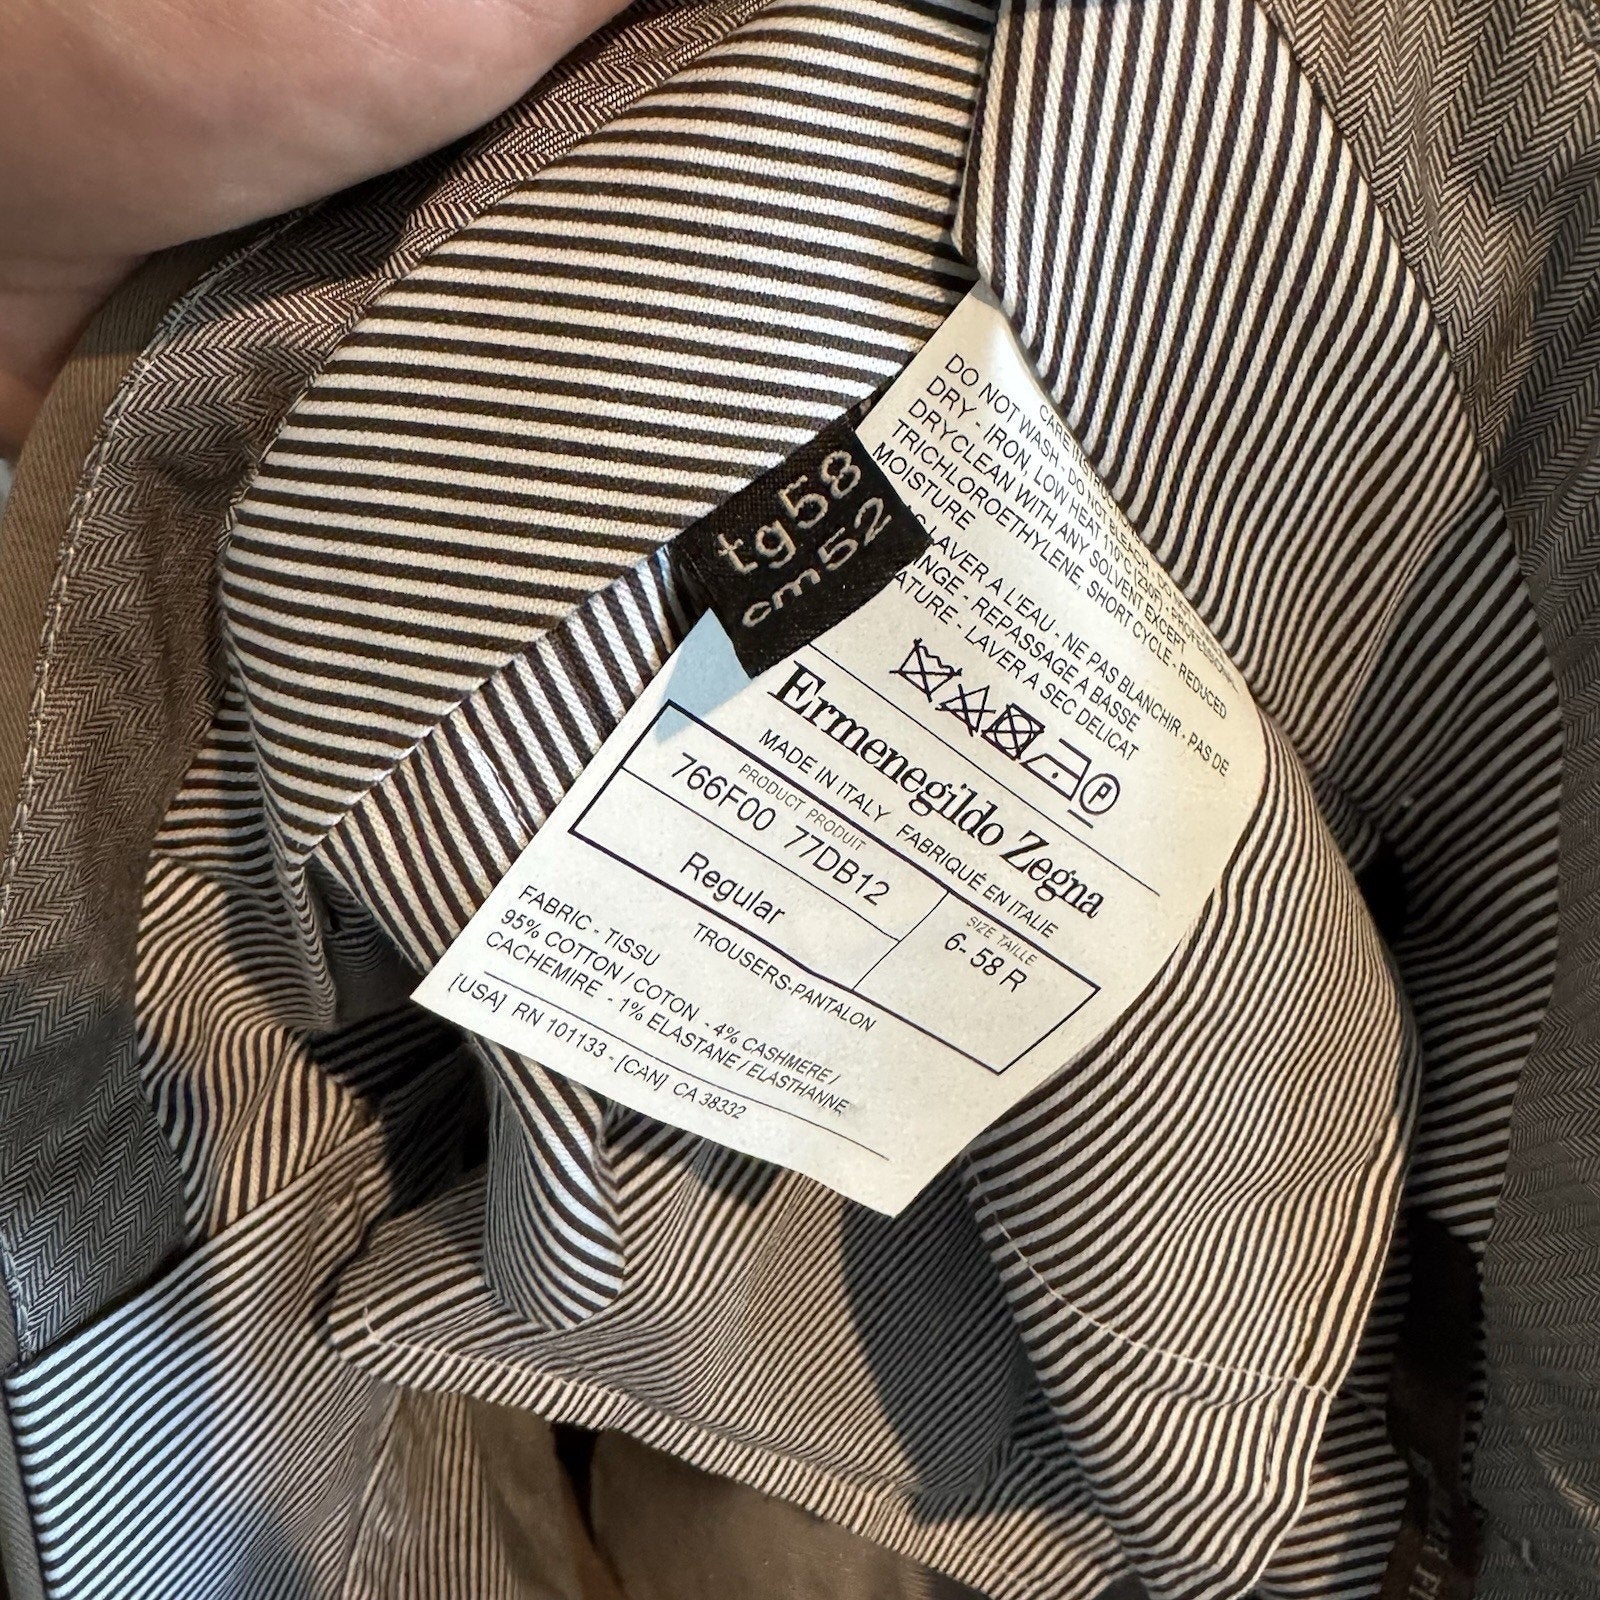 DO NOT WASH - DO NOT BLEACH - DO NOT
DRY - IRON, LOW HEAT 110°C (230F) - PROFESSIONAL
DRYCLEAN WITH ANY SOLVENT EXCEPT
TRICHLOROETHYLENE, SHORT CYCLE - REDUCED
MOISTURE
LAVER A L'EAU - NE PAS BLANCHIR - PAS DE
- REPASSAGE A BASSE
- LAVER A SEC DELICAT
P
tg58
cm52
Ermenegildo Zegna
MADE IN ITALY FABRIQUÉ EN ITALIE
PRODUCT PRODUIT
766F00 77DB12
SIZE TAILLE
6- 58 R
Regular
TROUSERS-PANTALON
FABRIC - TISSU
95% COTTON / COTON - 4% CASHMERE /
CACHEMIRE - 1% ELASTANE / ELASTHANNE
[USA] RN 101133 - [CAN] CA 38332